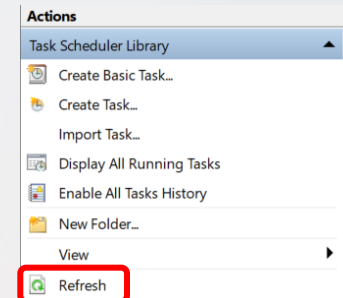 Actions
Task Scheduler Library
Create Basic Task...
Create Task...
Import Task...
Display All Running Tasks
Enable All Tasks History
New Folder...
View
Refresh